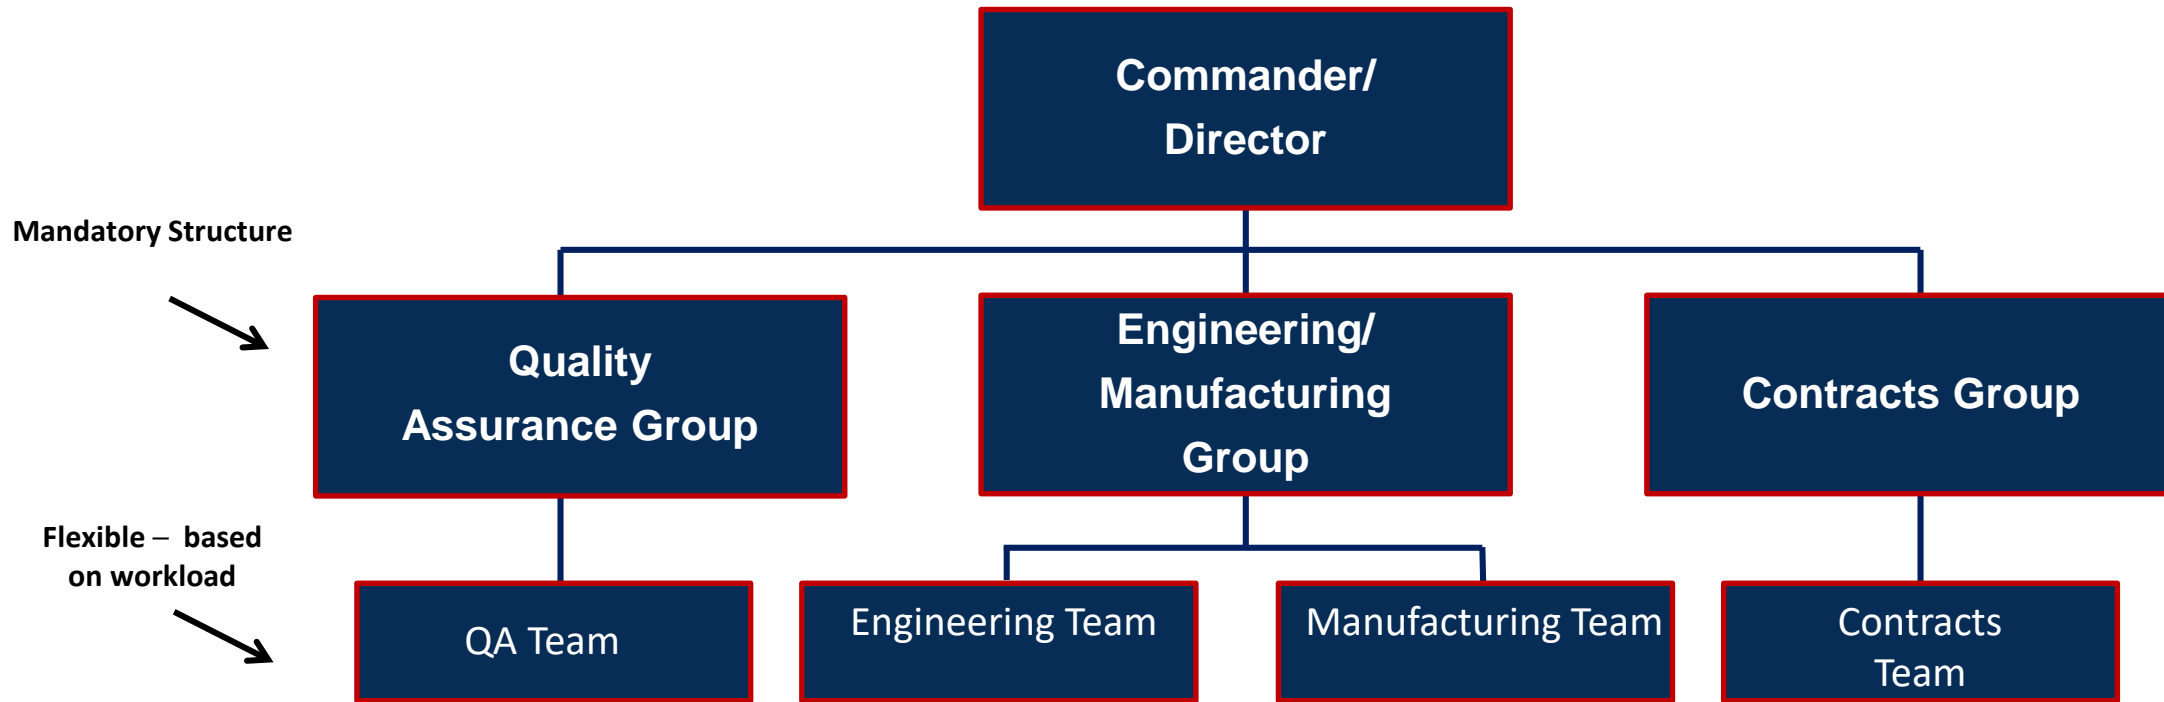 Commander/
Director
Mandatory Structure
Quality
Assurance Group
Engineering/
Manufacturing
Group
Contracts Group
Flexible – based
on workload
QA Team
Engineering Team
Manufacturing Team
Contracts
Team